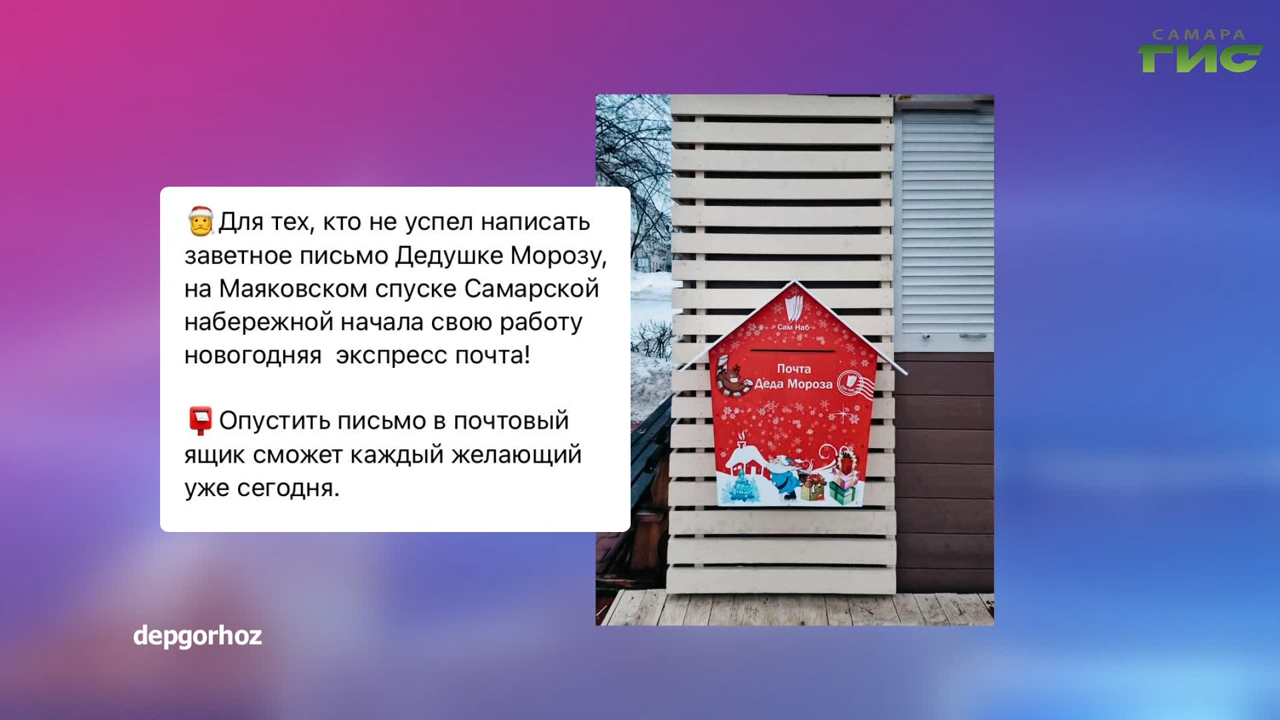 САМАРА
ГИС
Для тех, кто не успел написать
заветное письмо Дедушке Морозу,
на Маяковском спуске Самарской
набережной начала свою работу
новогодняя  экспресс почта!
Опустить письмо в почтовый
ящик сможет каждый желающий
уже сегодня.
Сам Наб
Почта
Деда Мороза
depgorhoz